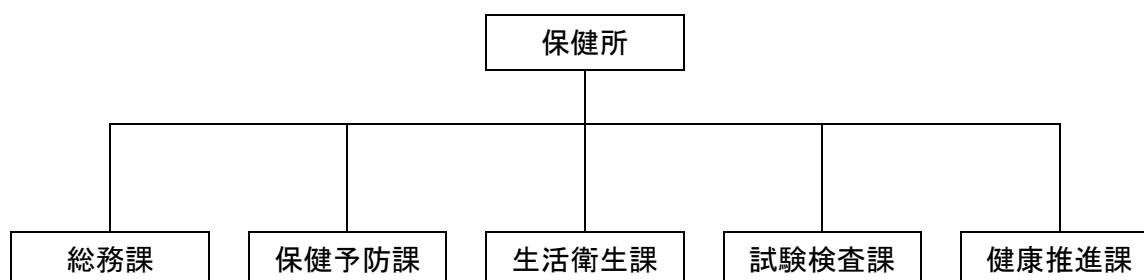 保健所
総務課
保健予防課
生活衛生課
試験検査課
健康推進課